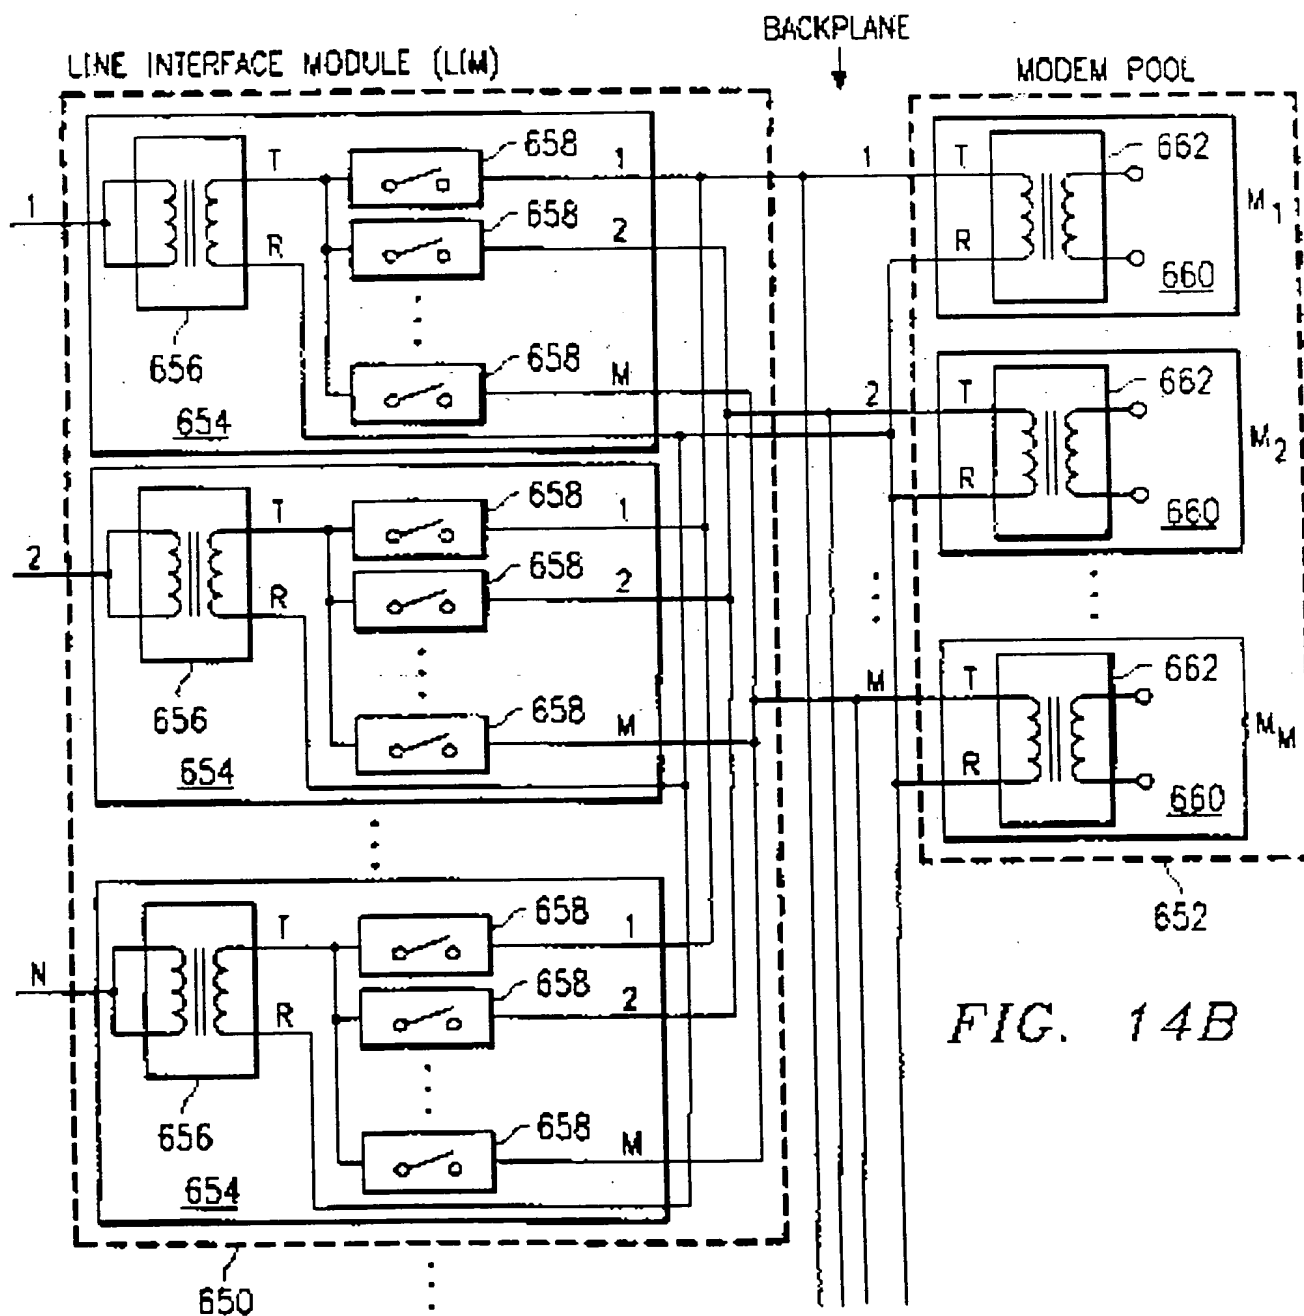 BACKPLANE
LINE INTERFACE MODULE (LIM)
MODEM POOL
1
T
R
656
654
658
1
658
2
658
M
1
T
R
662
660
M1
2
T
R
656
654
658
1
658
2
658
M
2
T
R
662
660
M2
M
T
R
662
660
MM
652
N
T
R
656
654
658
1
658
2
658
M
650
FIG. 14B